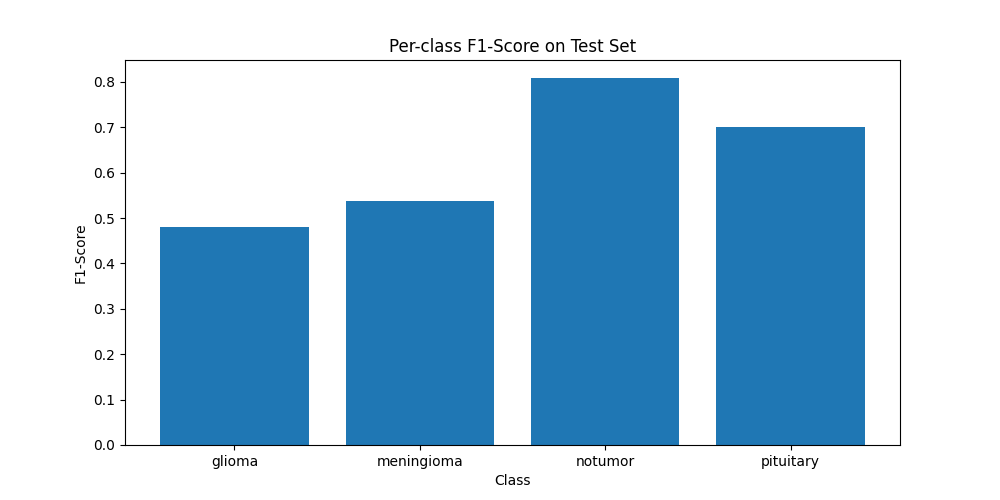 Per-class F1-Score on Test Set
F1-Score
0.8
0.7
0.6
0.5
0.4
0.3
0.2
0.1
0.0
glioma meningioma notumor pituitary
Class